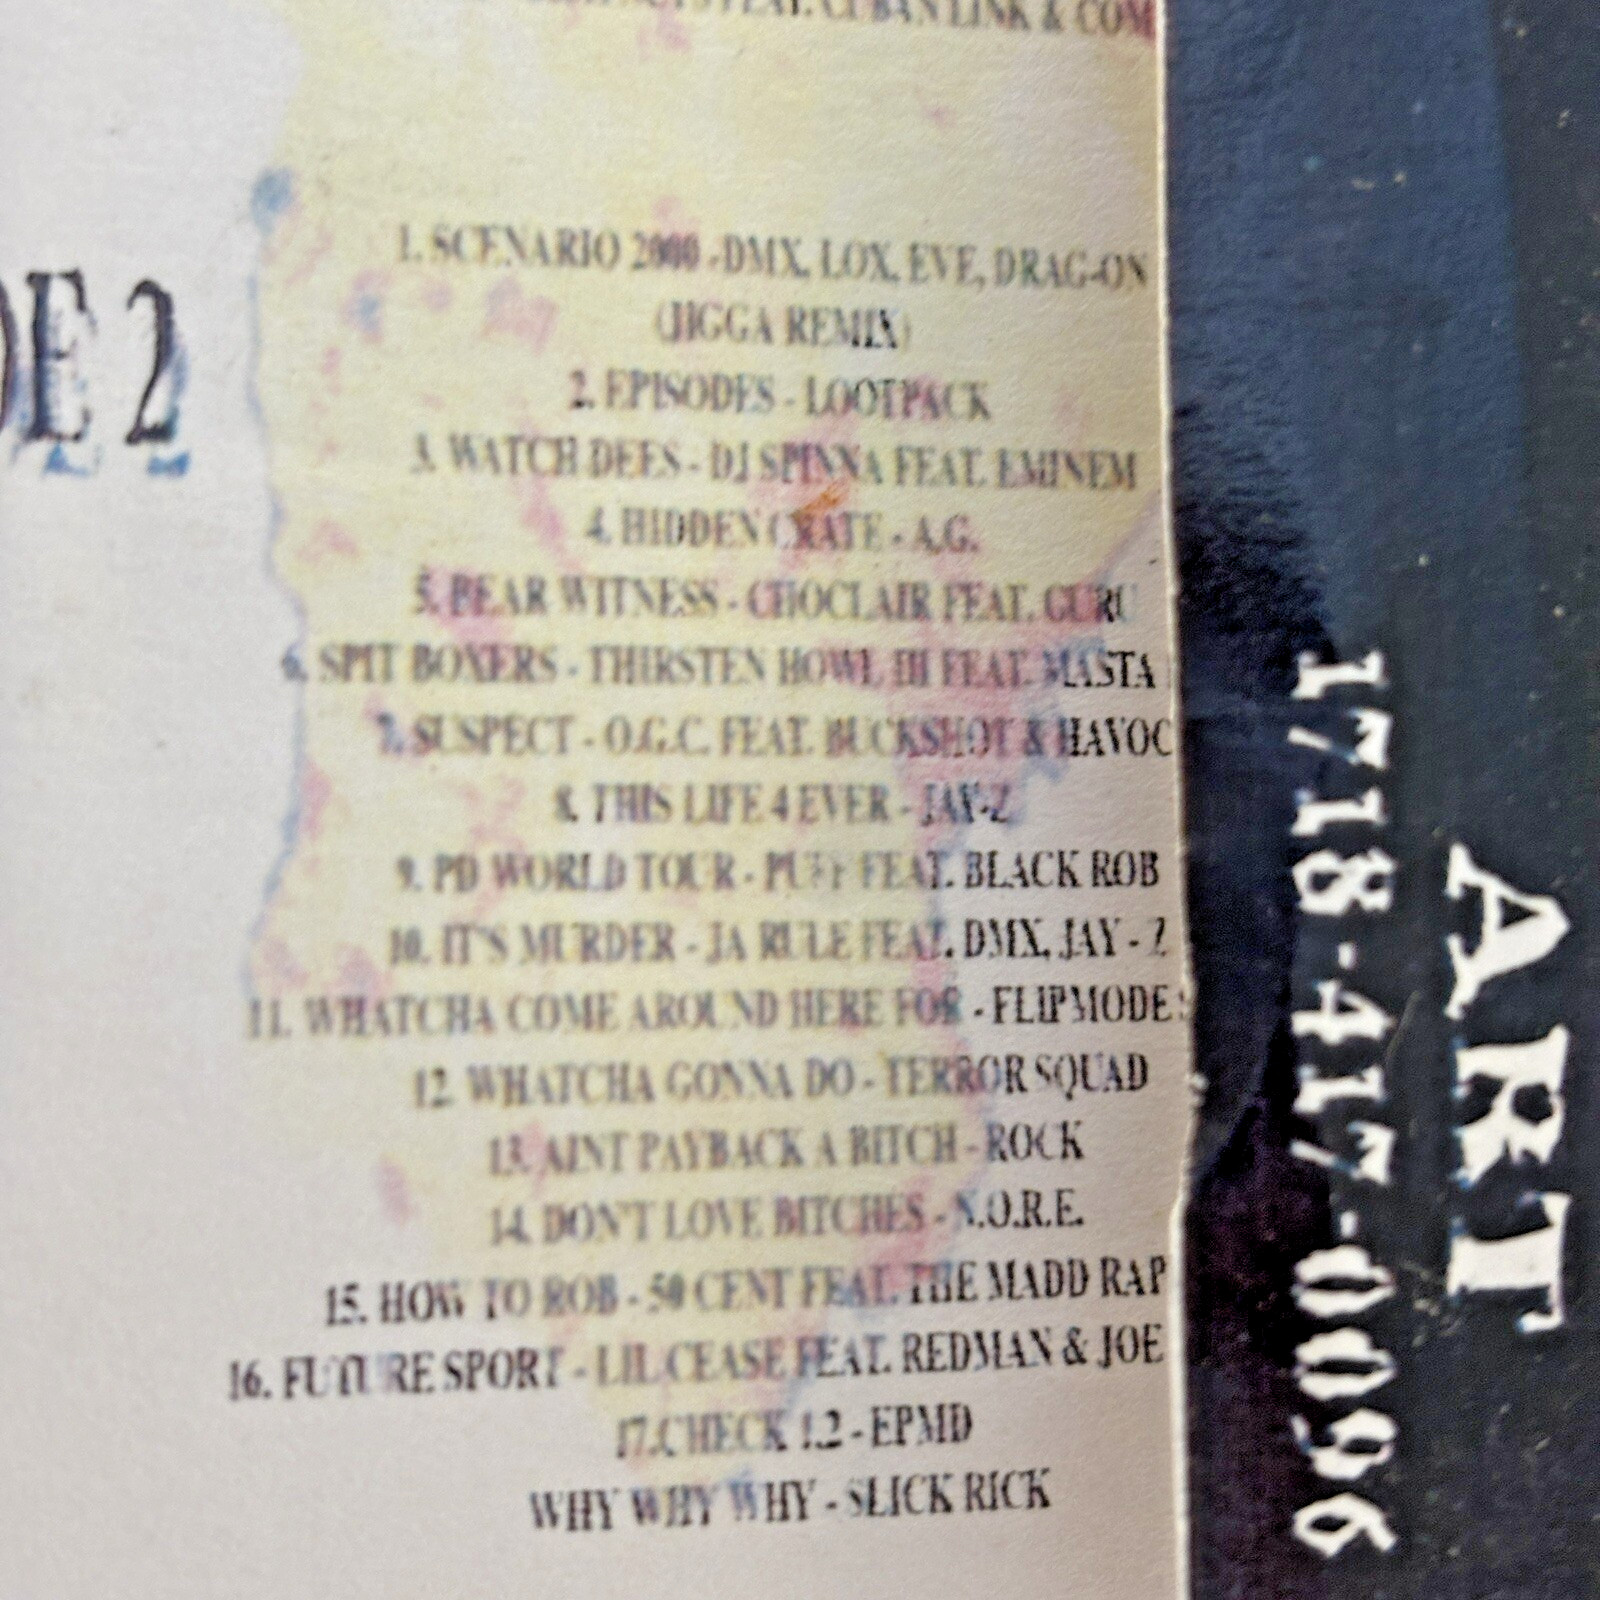 FEAT. CUBAN LINK & COM
DE 2
1. SCENARIO 2000 - DMX, LOX, EVE, DRAG-ON
(JIGGA REMIX)
2. EPISODES - LOOTPACK
3. WATCH DEES - DJ SPINNA FEAT. EMINEM
4. HIDDEN CRATE - A.G.
5. BEAR WITNESS - CHOCLAIR FEAT. GURU
6. SPIT BOXERS - THIRSTEN HOWL III FEAT. MASTA
7. SUSPECT - O.G.C. FEAT. BUCKSHOT & HAVOC
8. THIS LIFE 4 EVER - JAY-Z
9. PD WORLD TOUR - PUFF FEAT. BLACK ROB
10. IT'S MURDER - JA RULE FEAT. DMX, JAY - Z
11. WHATCHA COME AROUND HERE FOR - FLIPMODE S
12. WHATCHA GONNA DO - TERROR SQUAD
13. AINT PAYBACK A BITCH - ROCK
14. DON'T LOVE BITCHES - N.O.R.E.
15. HOW TO ROB - 50 CENT FEAT. THE MADD RAP
16. FUTURE SPORT - LIL CEASE FEAT. REDMAN & JOE
17.CHECK 1.2 - EPMD
WHY WHY WHY - SLICK RICK
ART
1718-417-0096